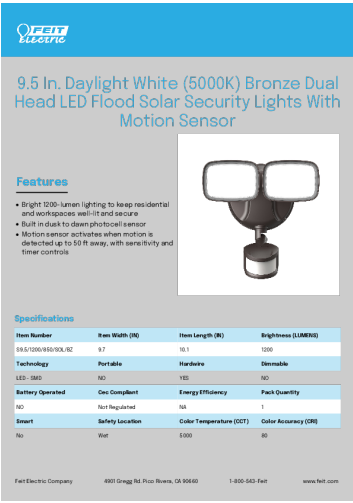 FEIT
electric
9.5 In. Daylight White (5000K) Bronze Dual
Head LED Flood Solar Security Lights With
Motion Sensor
Features
• Bright 1200-lumen lighting to keep residential
and workspaces well-lit and secure
• Built in dusk to dawn photocell sensor
• Motion sensor activates when motion is
detected up to 50 ft away, with sensitivity and
timer controls
Specifications
Item Number Item Width (IN) Item Length (IN) Brightness (LUMENS)
S9.5/1200/850/SOL/BZ 9.7 10.1 1200
Technology Portable Hardwire Dimmable
LED - SMD NO YES NO
Battery Operated Cec Compliant Energy Efficiency Pack Quantity
NO Not Regulated NA 1
Smart Safety Location Color Temperature (CCT) Color Accuracy (CRI)
No Wet 5000 80
Feit Electric Company 4901 Gregg Rd, Pico Rivera, CA 90660 1-800-543-Feit www.feit.com